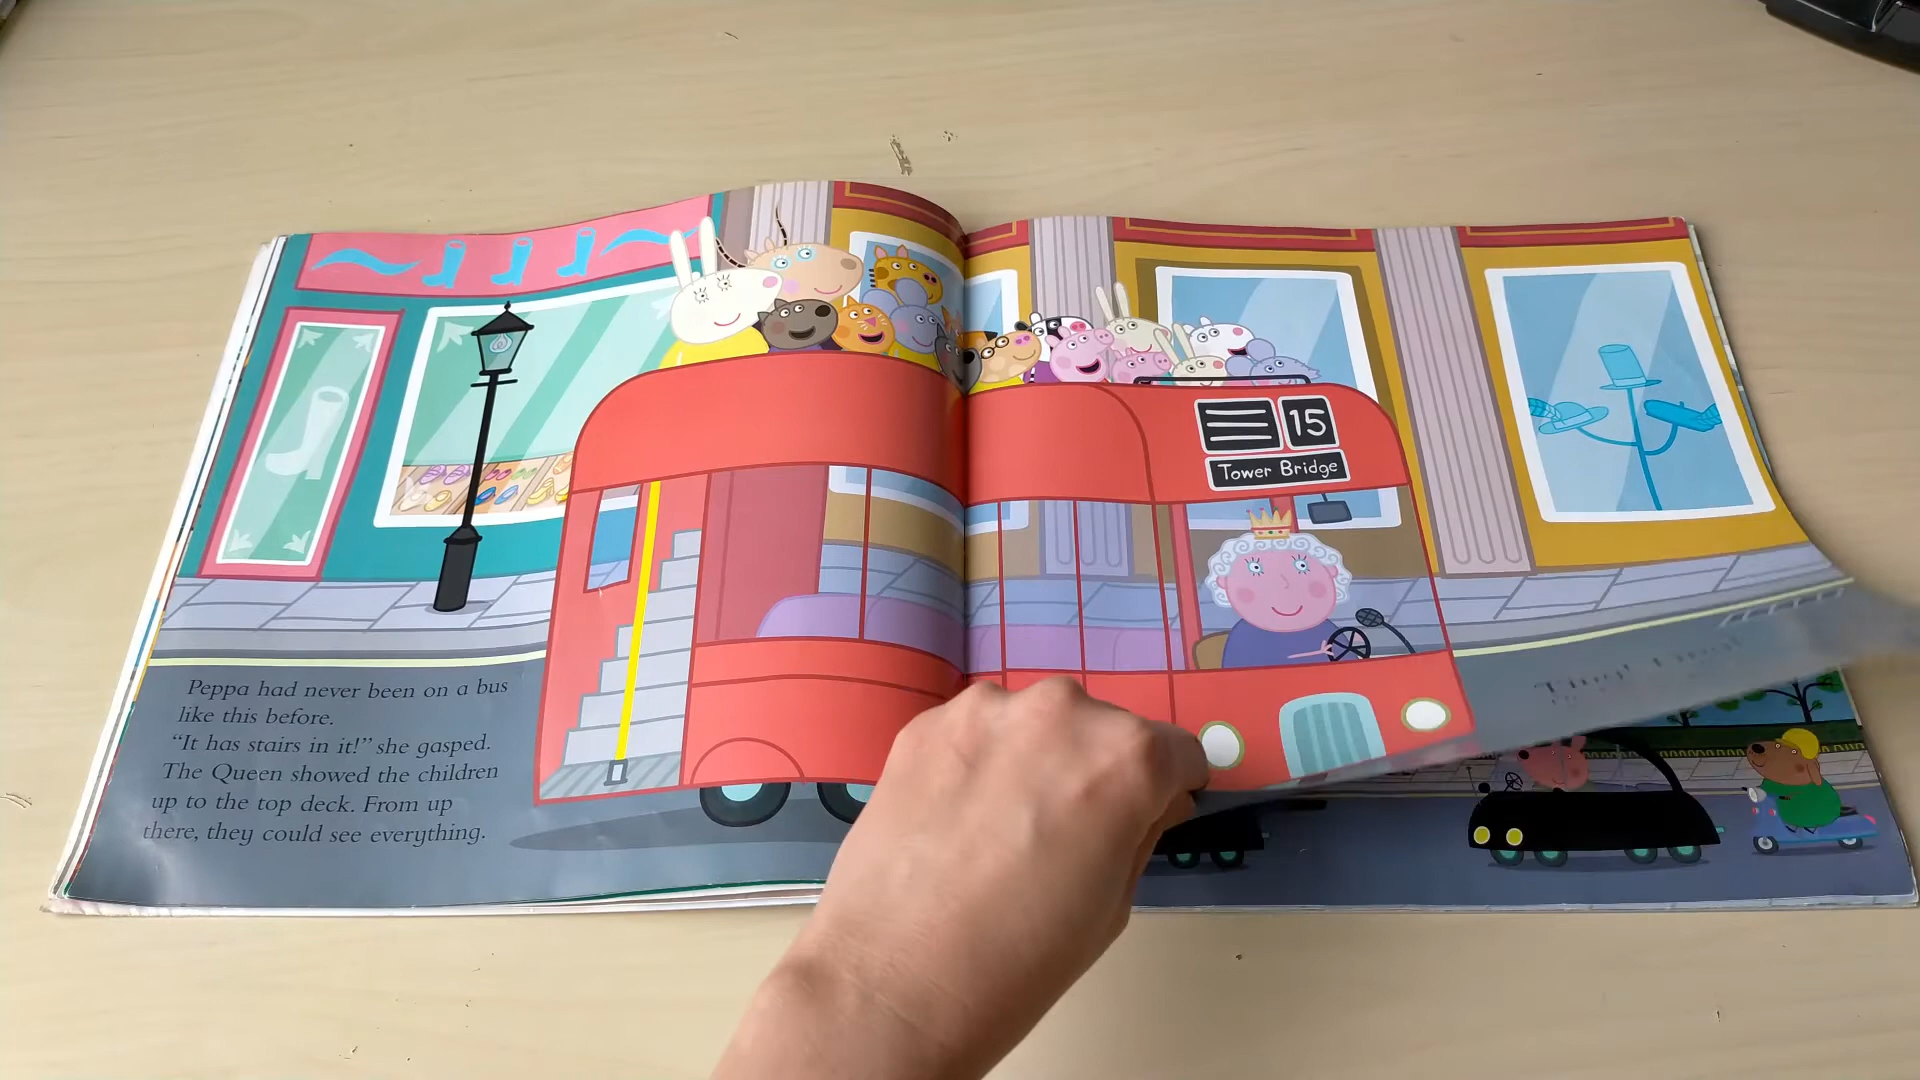 15
Tower Bridge
Peppa had never been on a bus
like this before.
“It has stairs in it!” she gasped.
The Queen showed the children
up to the top deck. From up
there, they could see everything.